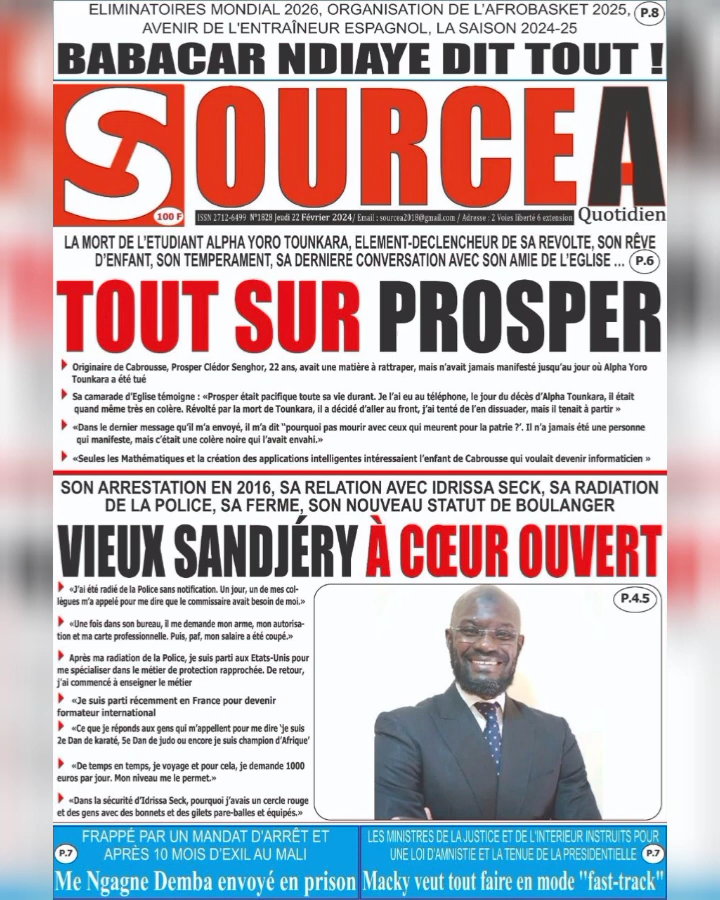 ELIMINATOIRES MONDIAL 2026, ORGANISATION DE L'AFROBASKET 2025, P.8
AVENIR DE L'ENTRAÎNEUR ESPAGNOL, LA SAISON 2024-25
BABACAR NDIAYE DIT TOUT !
S
100 F
SOURCE A
ISSN 2712-6499 N°1828 Jeudi 22 Février 2024/ Email : sourcea2018@gmail.com / Adresse : 2 Voies liberté 6 extension
Quotidien
LA MORT DE L'ETUDIANT ALPHA YORO TOUNKARA, ELEMENT-DECLENCHEUR DE SA REVOLTE, SON RÊVE
D'ENFANT, SON TEMPERAMENT, SA DERNIERE CONVERSATION AVEC SON AMIE DE L'EGLISE ... P.6
TOUT SUR PROSPER
Originaire de Cabrousse, Prosper Clédor Senghor, 22 ans, avait une matière à rattraper, mais n'avait jamais manifesté jusqu'au jour où Alpha Yoro
Tounkara a été tué
Sa camarade d'Eglise témoigne : «Prosper était pacifique toute sa vie durant. Je l'ai eu au téléphone, le jour du décès d'Alpha Tounkara, il était
quand même très en colère. Révolté par la mort de Tounkara, il a décidé d'aller au front, j'ai tenté de l'en dissuader, mais il tenait à partir »
«Dans le dernier message qu'il m'a envoyé, il m'a dit ''pourquoi pas mourir avec ceux qui meurent pour la patrie ?'. Il n'a jamais été une personne
qui manifeste, mais c'était une colère noire qui l'avait envahi.»
«Seules les Mathématiques et la création des applications intelligentes intéressaient l'enfant de Cabrousse qui voulait devenir informaticien »
SON ARRESTATION EN 2016, SA RELATION AVEC IDRISSA SECK, SA RADIATION
DE LA POLICE, SA FERME, SON NOUVEAU STATUT DE BOULANGER
VIEUX SANDJÉRY À CŒUR OUVERT
P.4.5
«J'ai été radié de la Police sans notification. Un jour, un de mes col-
lègues m'a appelé pour me dire que le commissaire avait besoin de moi.»
«Une fois dans son bureau, il me demande mon arme, mon autorisa-
tion et ma carte professionnelle. Puis, paf, mon salaire a été coupé.»
Après ma radiation de la Police, je suis parti aux Etats-Unis pour
me spécialiser dans le métier de protection rapprochée. De retour,
j'ai commencé à enseigner le métier
«Je suis parti récemment en France pour devenir
formateur international
«Ce que je réponds aux gens qui m'appellent pour me dire 'je suis
2e Dan de karaté, 5e Dan de judo ou encore je suis champion d'Afrique'
«De temps en temps, je voyage et pour cela, je demande 1000
euros par jour. Mon niveau me le permet.»
«Dans la sécurité d'Idrissa Seck, pourquoi j'avais un cercle rouge
et des gens avec des bonnets et des gilets pare-balles et équipés.»
FRAPPÉ PAR UN MANDAT D'ARRÊT ET
P.7 APRÈS 10 MOIS D'EXIL AU MALI
Me Ngagne Demba envoyé en prison
LES MINISTRES DE LA JUSTICE ET DE L'INTERIEUR INSTRUITS POUR
UNE LOI D'AMNISTIE ET LA TENUE DE LA PRESIDENTIELLE P.7
Macky veut tout faire en mode "fast-track"